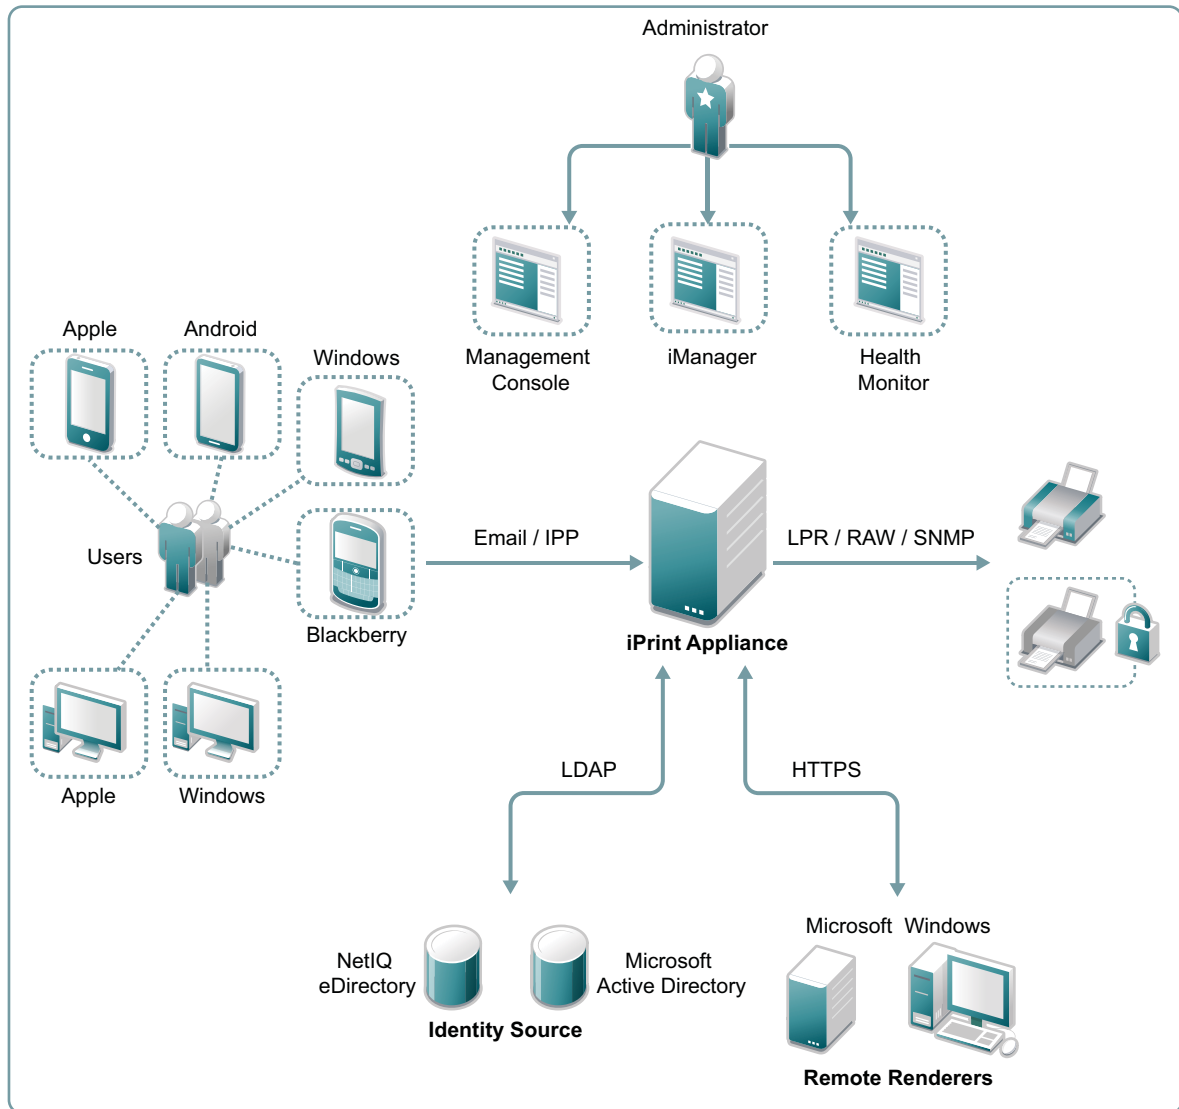 Administrator
Management
Console
iManager
Health
Monitor
Apple
Android
Windows
Users
Blackberry
Apple
Windows
Email / IPP
iPrint Appliance
LPR / RAW / SNMP
LDAP
HTTPS
NetIQ
eDirectory
Microsoft
Active Directory
Identity Source
Microsoft Windows
Remote Renderers